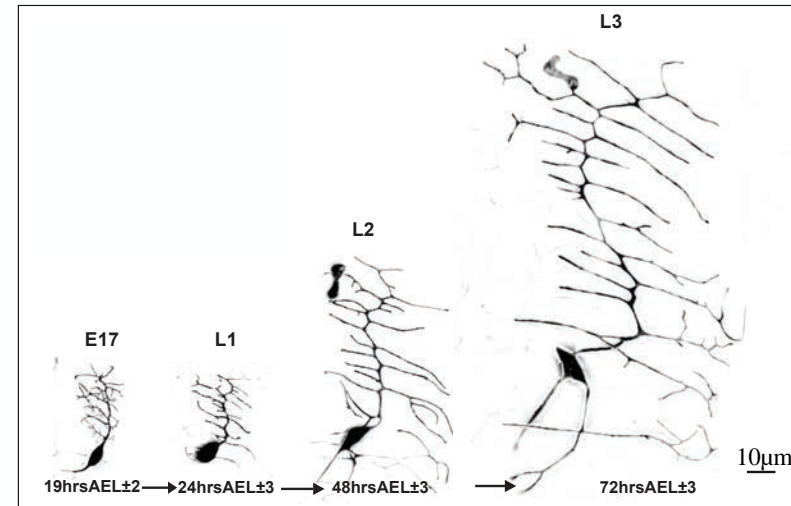 L3
L2
E17
L1
10μm
19hrsAEL±2
24hrsAEL±3
48hrsAEL±3
72hrsAEL±3